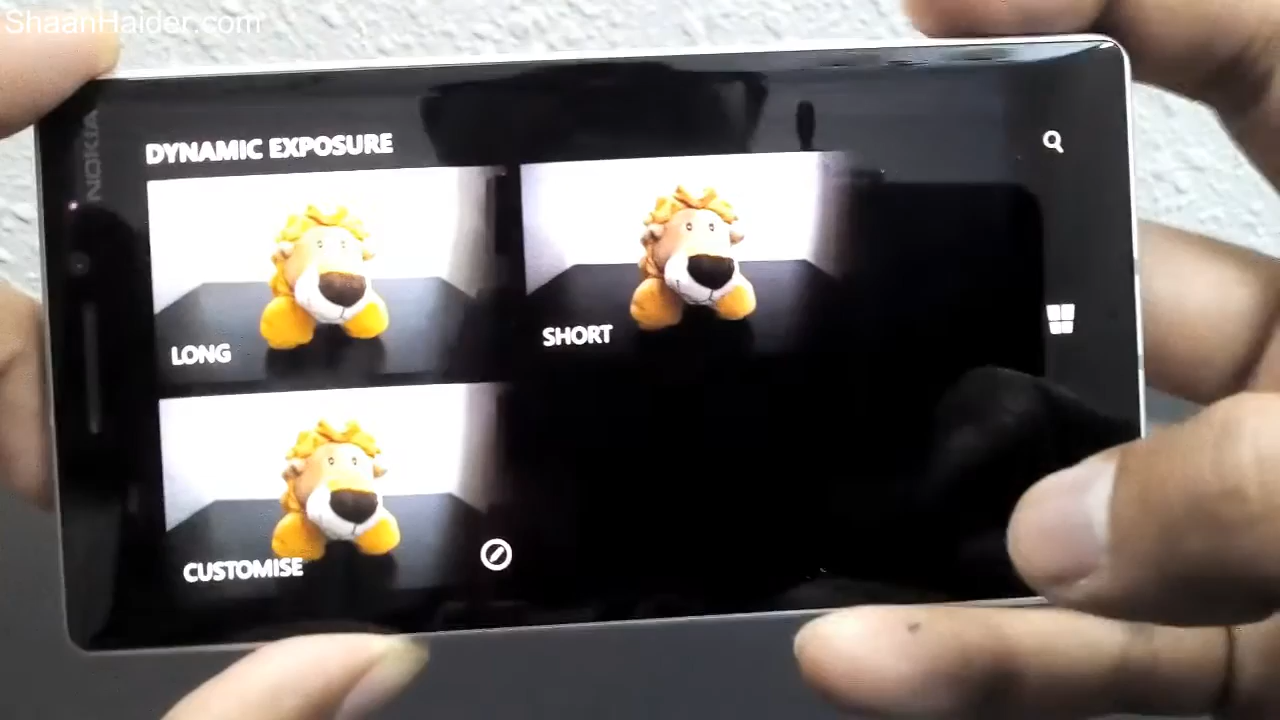 ShaanHaider.com
NOKIA
DYNAMIC EXPOSURE
LONG
SHORT
CUSTOMISE